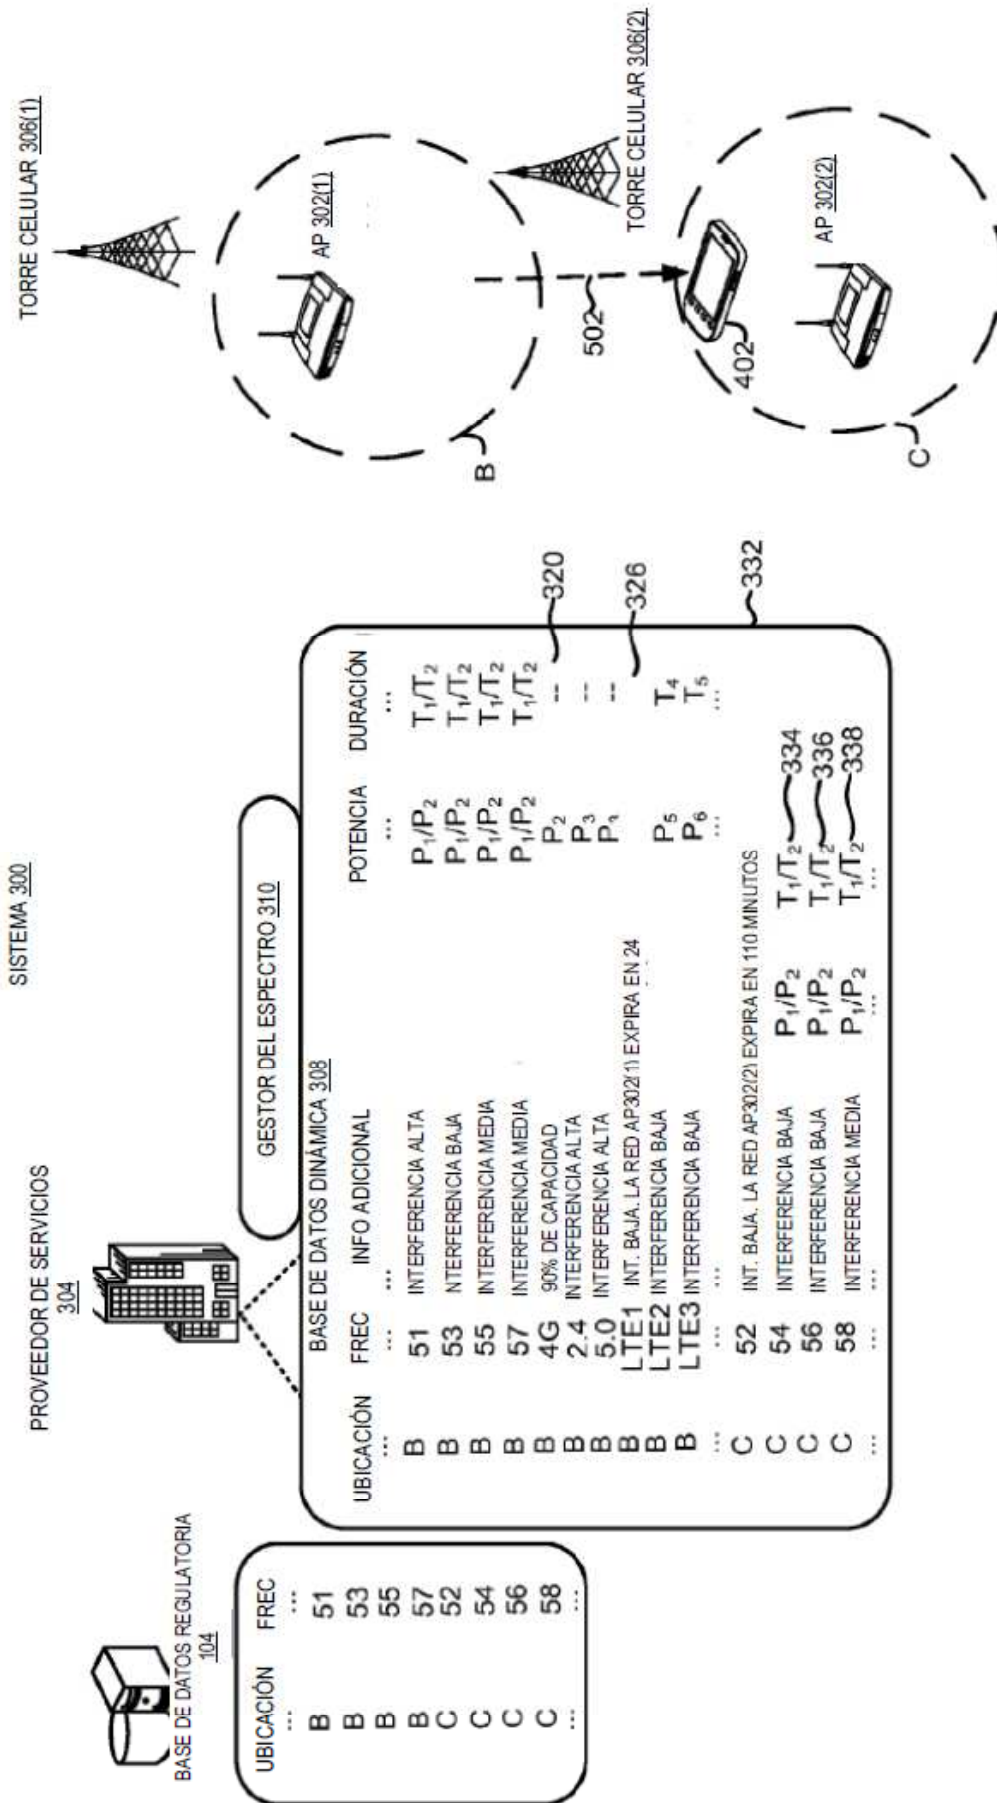 SISTEMA 300
PROVEEDOR DE SERVICIOS
304
BASE DE DATOS REGULATORIA
104
UBICACIÓN FREC
... ...
B 51
B 53
B 55
B 57
C 52
C 54
C 56
C 58
... ...
GESTOR DEL ESPECTRO 310
BASE DE DATOS DINÁMICA 308
UBICACIÓN FREC INFO ADICIONAL POTENCIA DURACIÓN
... ... ... ... ...
B 51 INTERFERENCIA ALTA P1/P2 T1/T2
B 53 NTERFERENCIA BAJA P1/P2 T1/T2
B 55 INTERFERENCIA MEDIA P1/P2 T1/T2
B 57 INTERFERENCIA MEDIA P1/P2 T1/T2
B 4G 90% DE CAPACIDAD P2 -- 320
B 2.4 INTERFERENCIA ALTA P3 --
B 5.0 INTERFERENCIA ALTA --
B LTE1 INT. BAJA. LA RED AP302(1) EXPIRA EN 24 326
B LTE2 INTERFERENCIA BAJA P5 T4
B LTE3 INTERFERENCIA BAJA P6 T5
... ... ... ... ...
C 52 INT. BAJA. LA RED AP302(2) EXPIRA EN 110 MINUTOS
C 54 INTERFERENCIA BAJA P1/P2 T1/T2 334
C 56 INTERFERENCIA BAJA P1/P2 T1/T2 336
C 58 INTERFERENCIA MEDIA P1/P2 T1/T2 338
... ... ... ... ...
332
TORRE CELULAR 306(1)
AP 302(1)
B
502
TORRE CELULAR 306(2)
402
AP 302(2)
C